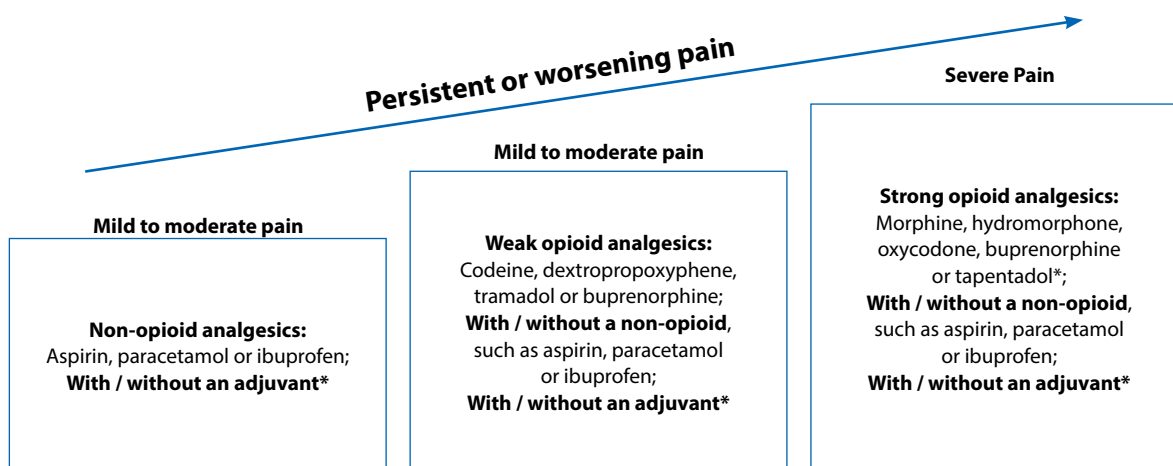 Persistent or worsening pain
Mild to moderate pain
Non-opioid analgesics:
Aspirin, paracetamol or ibuprofen;
With / without an adjuvant*
Mild to moderate pain
Weak opioid analgesics:
Codeine, dextropropoxyphene,
tramadol or buprenorphine;
With / without a non-opioid,
such as aspirin, paracetamol
or ibuprofen;
With / without an adjuvant*
Severe Pain
Strong opioid analgesics:
Morphine, hydromorphone,
oxycodone, buprenorphine
or tapentadol*;
With / without a non-opioid,
such as aspirin, paracetamol
or ibuprofen;
With / without an adjuvant*